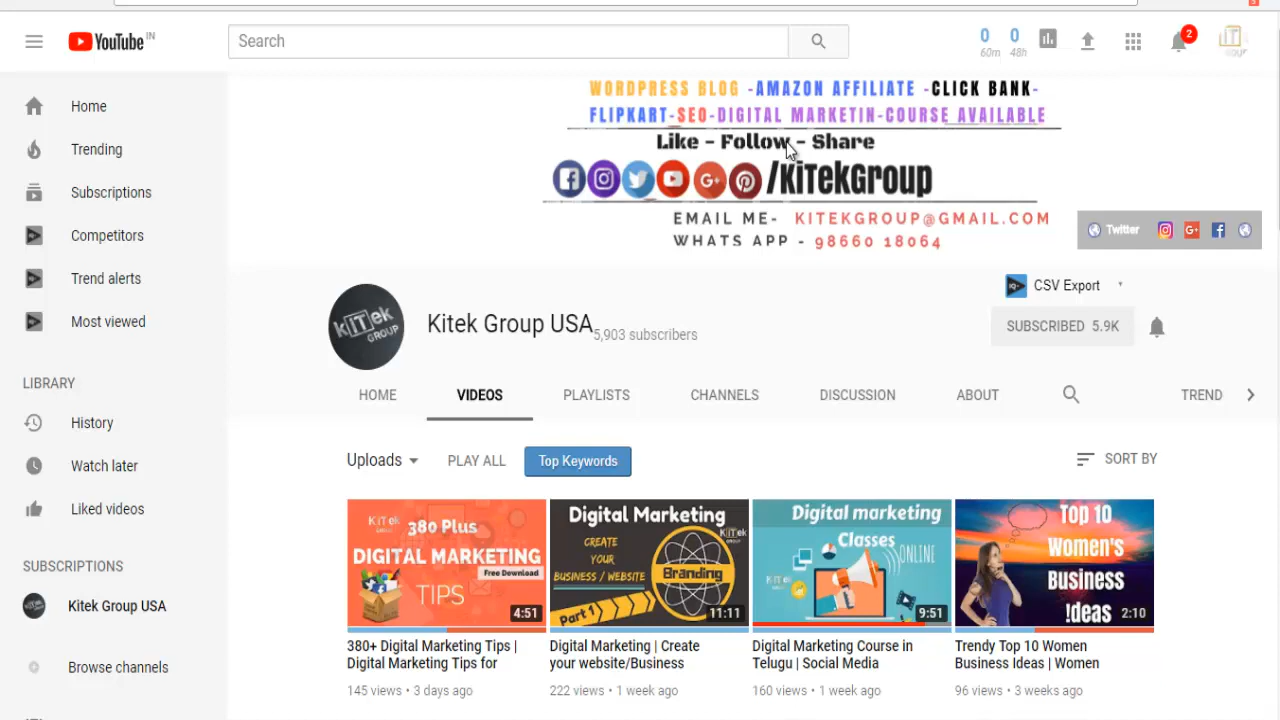 3
YouTube IN
Search
0 60m
0 48h
2
WORDPRESS BLOG -AMAZON AFFILIATE -CLICK BANK-
FLIPKART-SEO-DIGITAL MARKETIN-COURSE AVAILABLE
Like - Follow - Share
/KiTekGroup
EMAIL ME- KITEKGROUP@GMAIL.COM
WHATS APP - 98660 18064
Twitter
Home
Trending
Subscriptions
Competitors
Trend alerts
Most viewed
LIBRARY
History
Watch later
Liked videos
SUBSCRIPTIONS
Kitek Group USA
Browse channels
CSV Export
KiTek GROUP
Kitek Group USA
5,903 subscribers
SUBSCRIBED 5.9K
HOME
VIDEOS
PLAYLISTS
CHANNELS
DISCUSSION
ABOUT
TREND
Uploads
PLAY ALL
Top Keywords
SORT BY
KiTek
380 Plus
DIGITAL MARKETING
Free Download
TIPS
4:51
380+ Digital Marketing Tips |
Digital Marketing Tips for
145 views • 3 days ago
Digital Marketing
KiTek GROUP
CREATE
YOUR
BUSINESS / WEBSITE
Branding
Part 1
11:11
Digital Marketing | Create
your website/Business
222 views • 1 week ago
Digital marketing
Classes
ONLINE
KiTek
9:51
Digital Marketing Course in
Telugu | Social Media
160 views • 1 week ago
Top 10
Women's
Business
!deas
2:10
Trendy Top 10 Women
Business Ideas | Women
96 views • 3 weeks ago